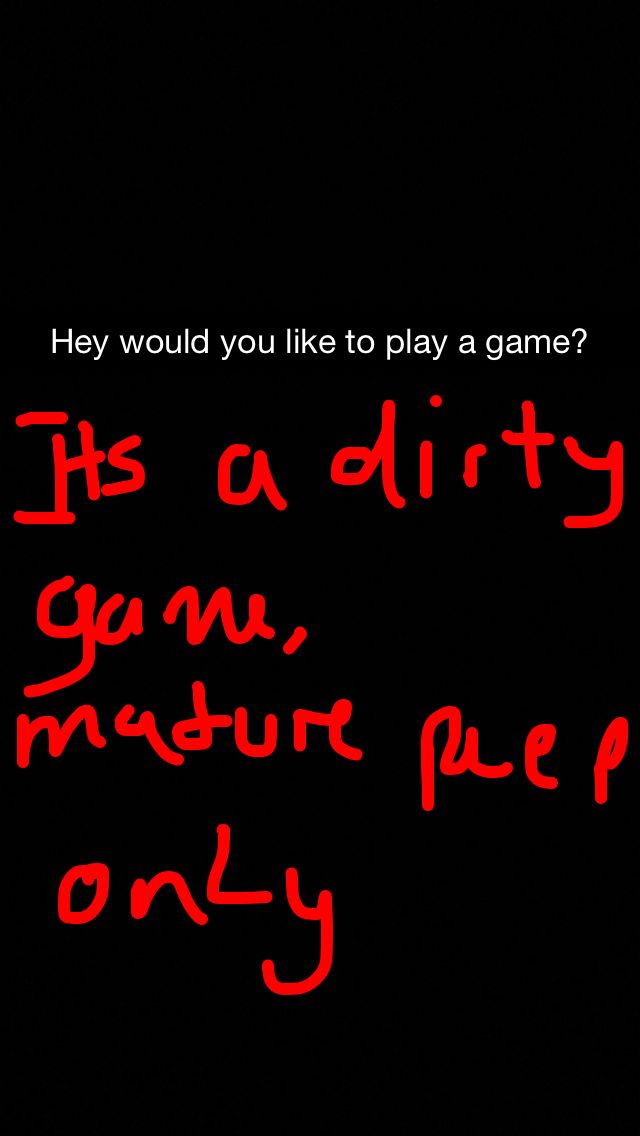 Hey would you like to play a game?
Its a dirty
game,
mature peep
only